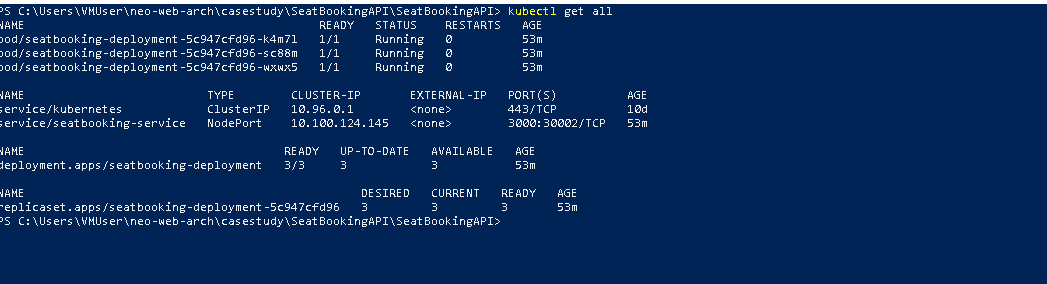 PS C:\Users\VMUser\neo-web-arch\casestudy\SeatBookingAPI\SeatBookingAPI> kubectl get all
NAME READY STATUS RESTARTS AGE
pod/seatbooking-deployment-5c947cfd96-k4m7l 1/1 Running 0 53m
pod/seatbooking-deployment-5c947cfd96-sc88m 1/1 Running 0 53m
pod/seatbooking-deployment-5c947cfd96-wxwx5 1/1 Running 0 53m
NAME TYPE CLUSTER-IP EXTERNAL-IP PORT(S) AGE
service/kubernetes ClusterIP 10.96.0.1 <none> 443/TCP 10d
service/seatbooking-service NodePort 10.100.124.145 <none> 3000:30002/TCP 53m
NAME READY UP-TO-DATE AVAILABLE AGE
deployment.apps/seatbooking-deployment 3/3 3 3 53m
NAME DESIRED CURRENT READY AGE
replicaset.apps/seatbooking-deployment-5c947cfd96 3 3 3 53m
PS C:\Users\VMUser\neo-web-arch\casestudy\SeatBookingAPI\SeatBookingAPI>